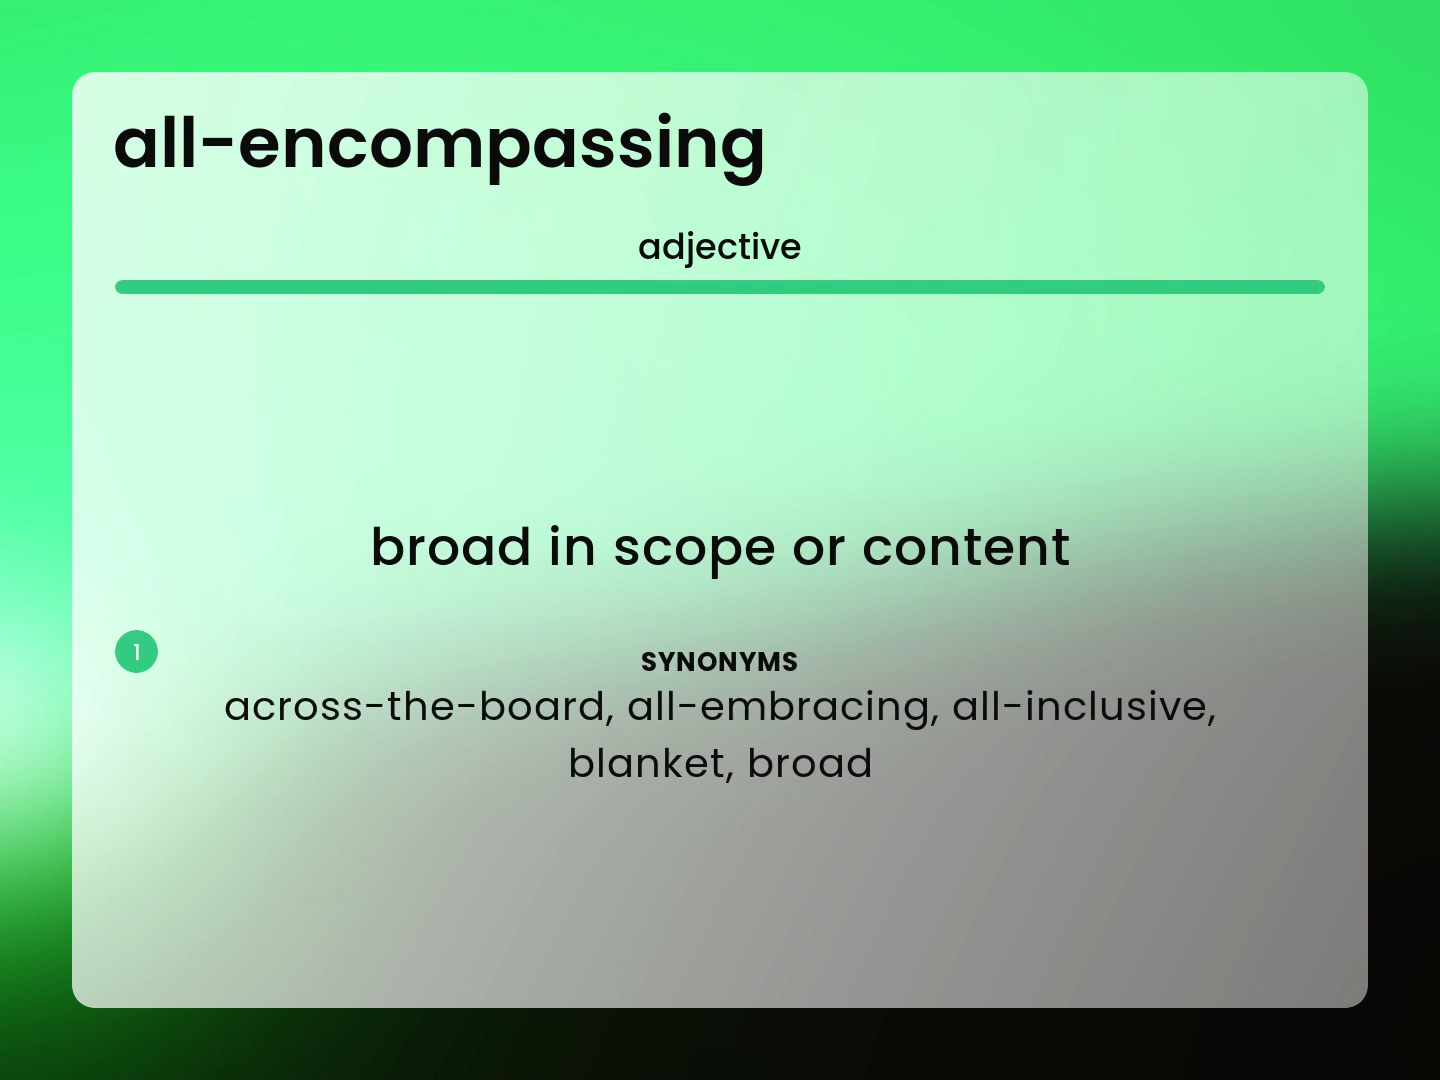 all-encompassing
adjective
broad in scope or content
1
SYNONYMS
across-the-board, all-embracing, all-inclusive,
blanket, broad